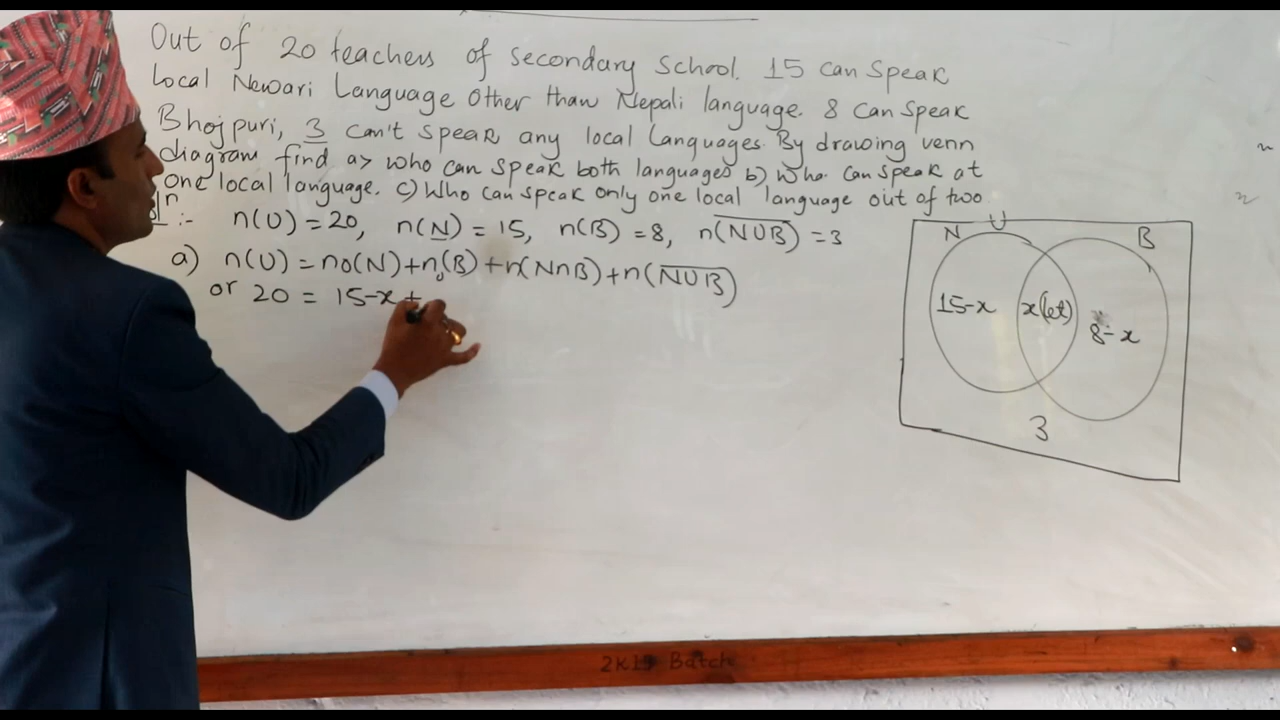 Out of 20 teachers of secondary school. 15 can speak
local Newari Language other than Nepali language. 8 can speak
Bhojpuri, 3 can't speak any local languages. By drawing venn
diagram find a> who can speak both languages b) who can speak at
one local language. c) Who can speak only one local language out of two
n(U) = 20, n(N) = 15, n(B) = 8, n(N̅U̅B̅) = 3
a) n(U) = no(N) + no(B) + n(N∩B) + n(N̅U̅B̅)
or 20 = 15-x +
U
N
B
15-x
x(let)
8-x
3
2K19 Batch